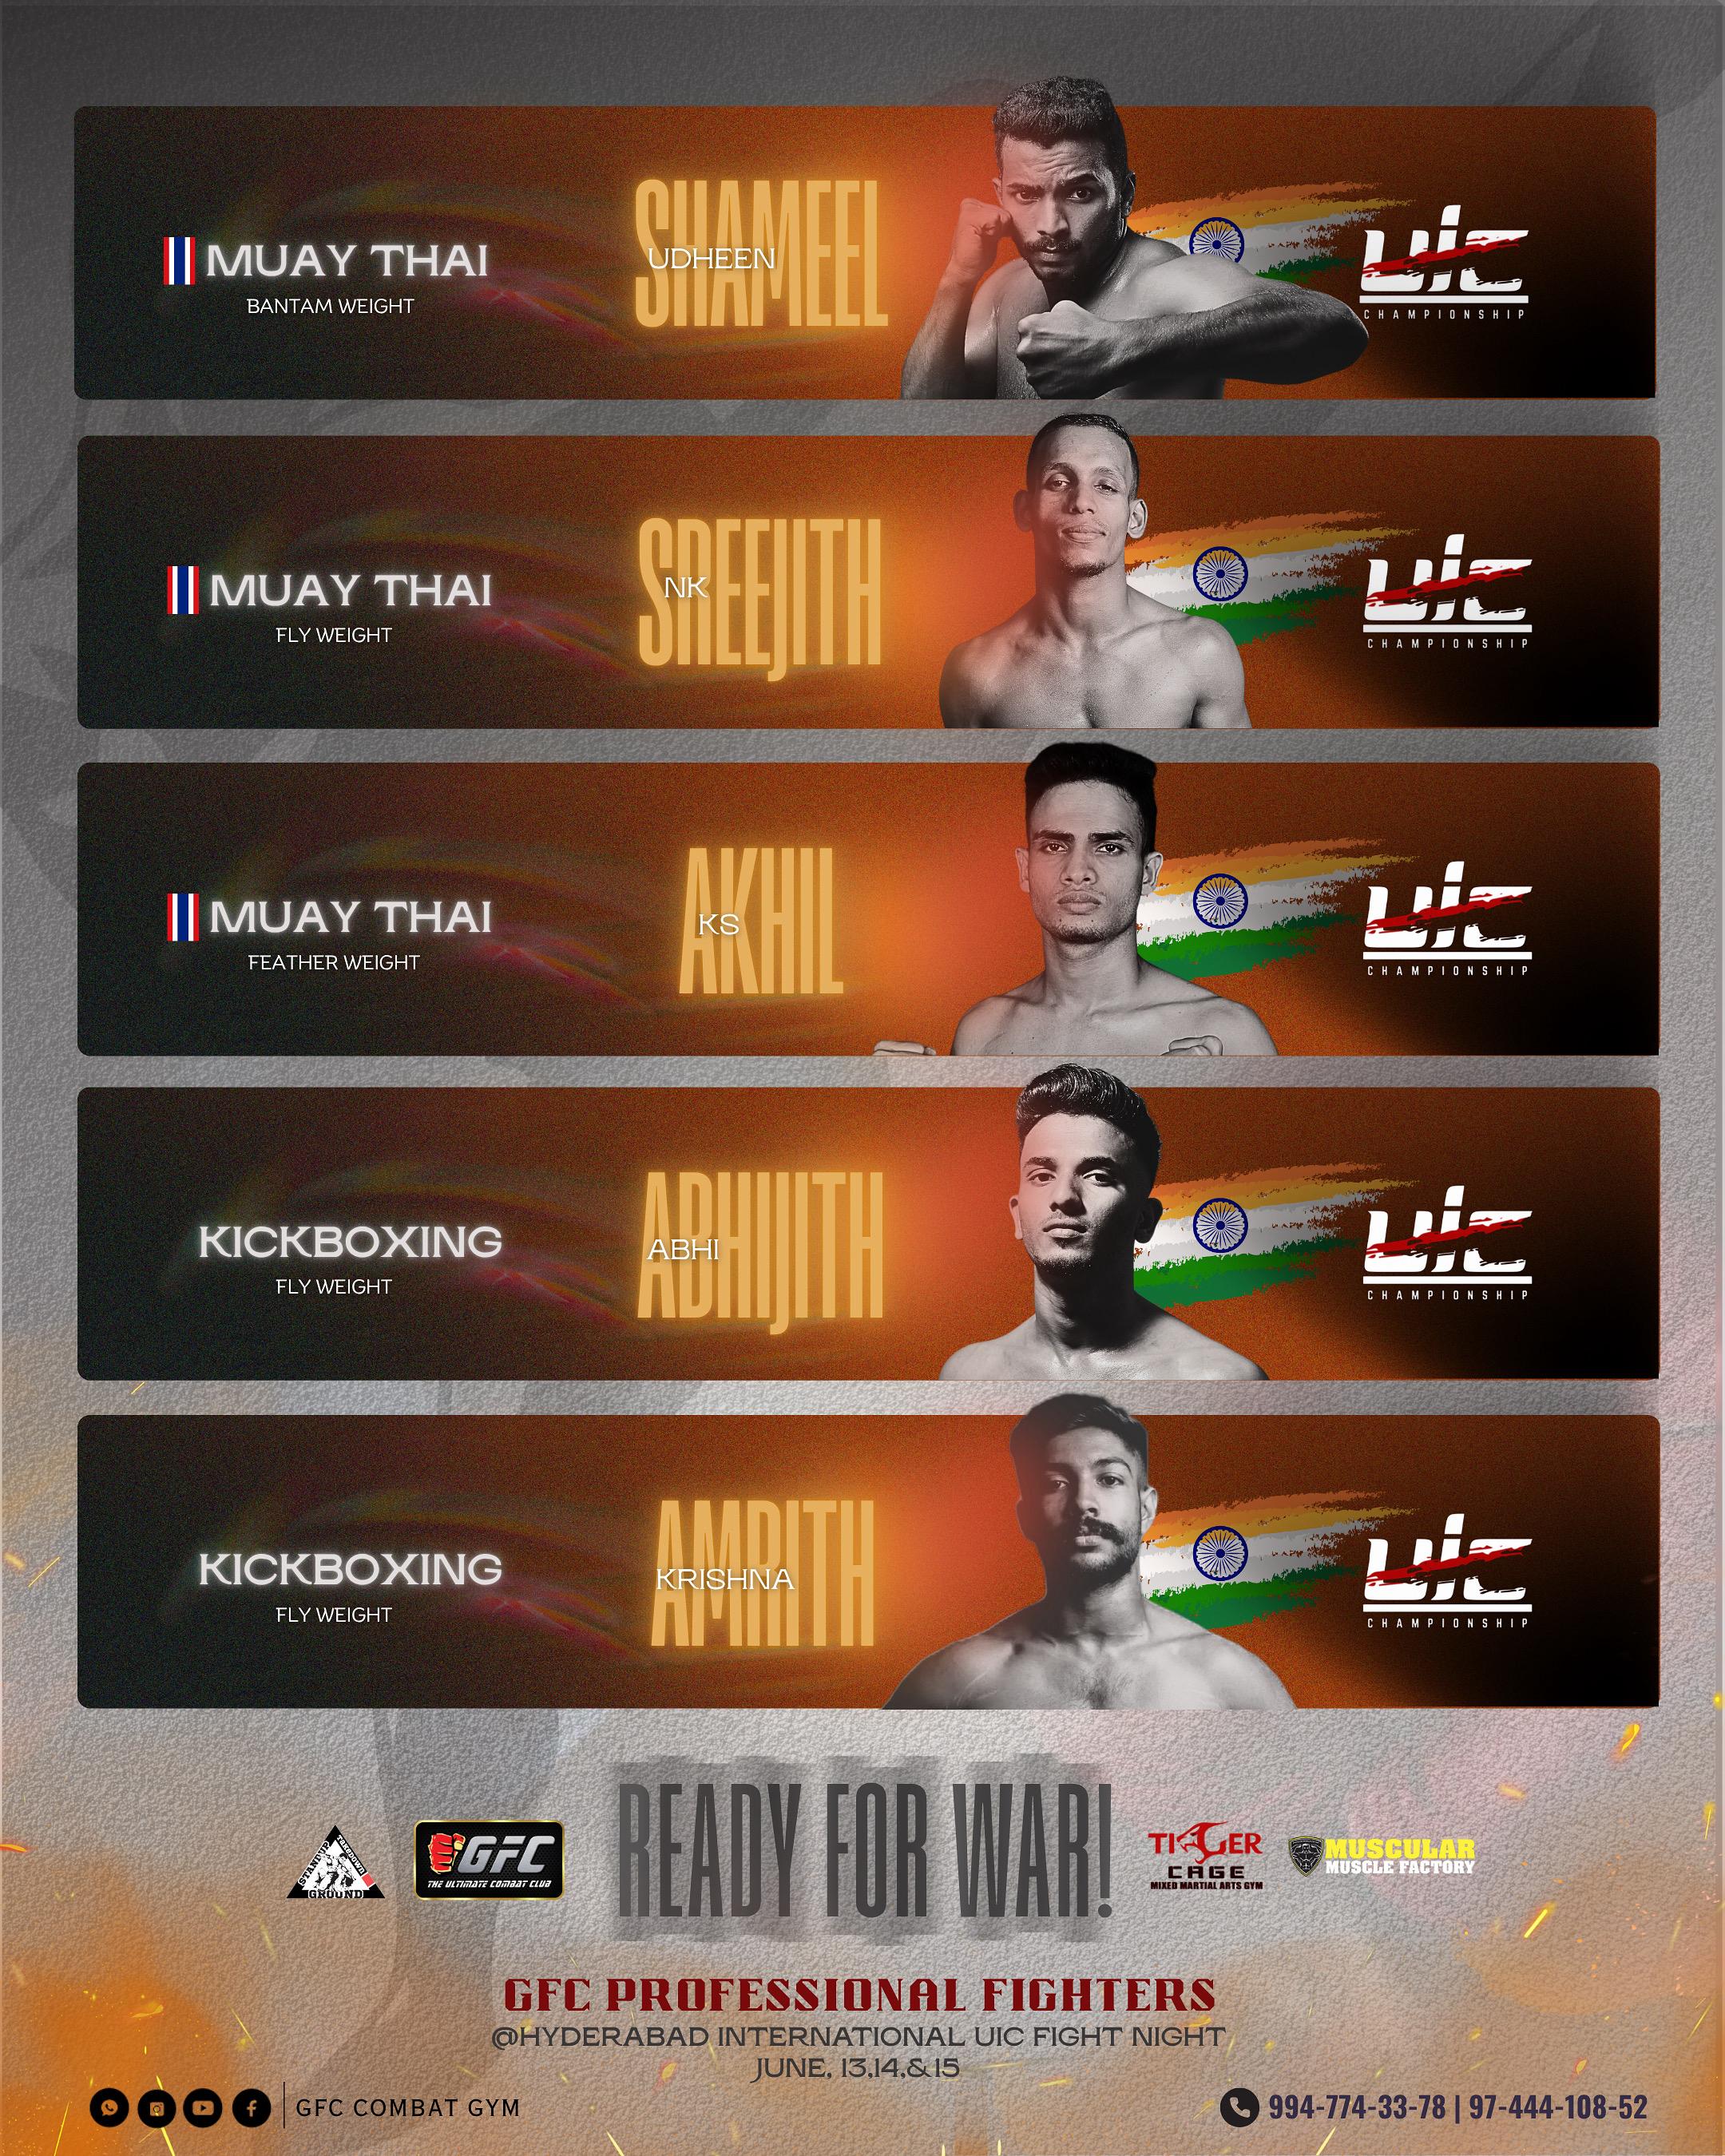 MUAY THAI
BANTAM WEIGHT
SHAMEEL
UDHEEN
UIC
CHAMPIONSHIP
MUAY THAI
FLY WEIGHT
SREEJITH
NK
UIC
CHAMPIONSHIP
MUAY THAI
FEATHER WEIGHT
AKHIL
KS
UIC
CHAMPIONSHIP
KICKBOXING
FLY WEIGHT
ABHIJITH
ABHI
UIC
CHAMPIONSHIP
KICKBOXING
FLY WEIGHT
AMRITH
KRISHNA
UIC
CHAMPIONSHIP
READY FOR WAR!
STANDUP
TAKEDOWN
GROUND
GFC
THE ULTIMATE COMBAT CLUB
TIGER
CAGE
MIXED MARTIAL ARTS GYM
MUSCULAR
MUSCLE FACTORY
GFC PROFESSIONAL FIGHTERS
@HYDERABAD INTERNATIONAL UIC FIGHT NIGHT
JUNE, 13,14,&15
GFC COMBAT GYM
994-774-33-78 | 97-444-108-52